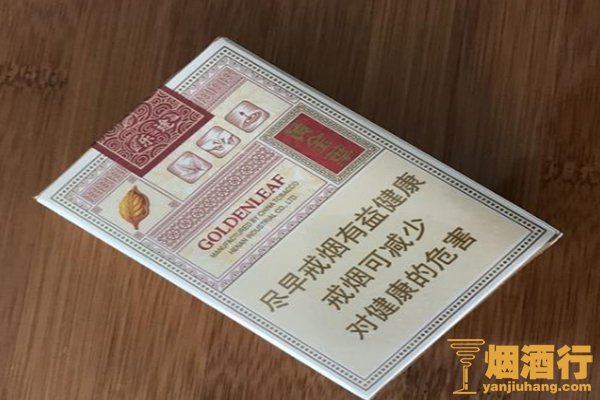 黄金叶
GOLDENLEAF
MANUFACTURED BY CHINA TOBACCO
HENAN INDUSTRIAL CO., LTD.
尽早戒烟有益健康
戒烟可减少
对健康的危害
烟酒行
yanjiuhang.com